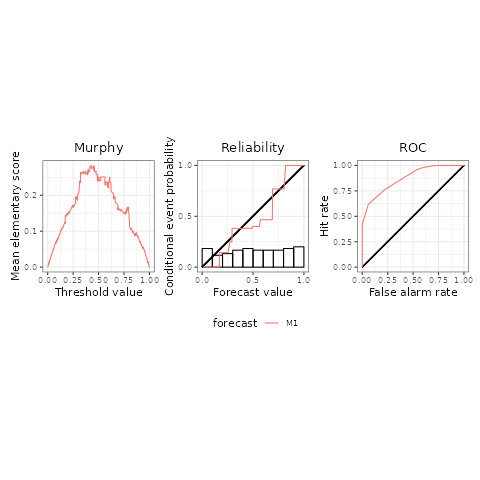 Murphy
Reliability
ROC
Mean elementary score
0.2
0.1
0.0
0.00 0.25 0.50 0.75 1.00
Threshold value
Conditional event probability
1.0
0.5
0.0
0.0 0.5 1.0
Forecast value
Hit rate
1.00
0.75
0.50
0.25
0.00
0.00 0.25 0.50 0.75 1.00
False alarm rate
forecast M1